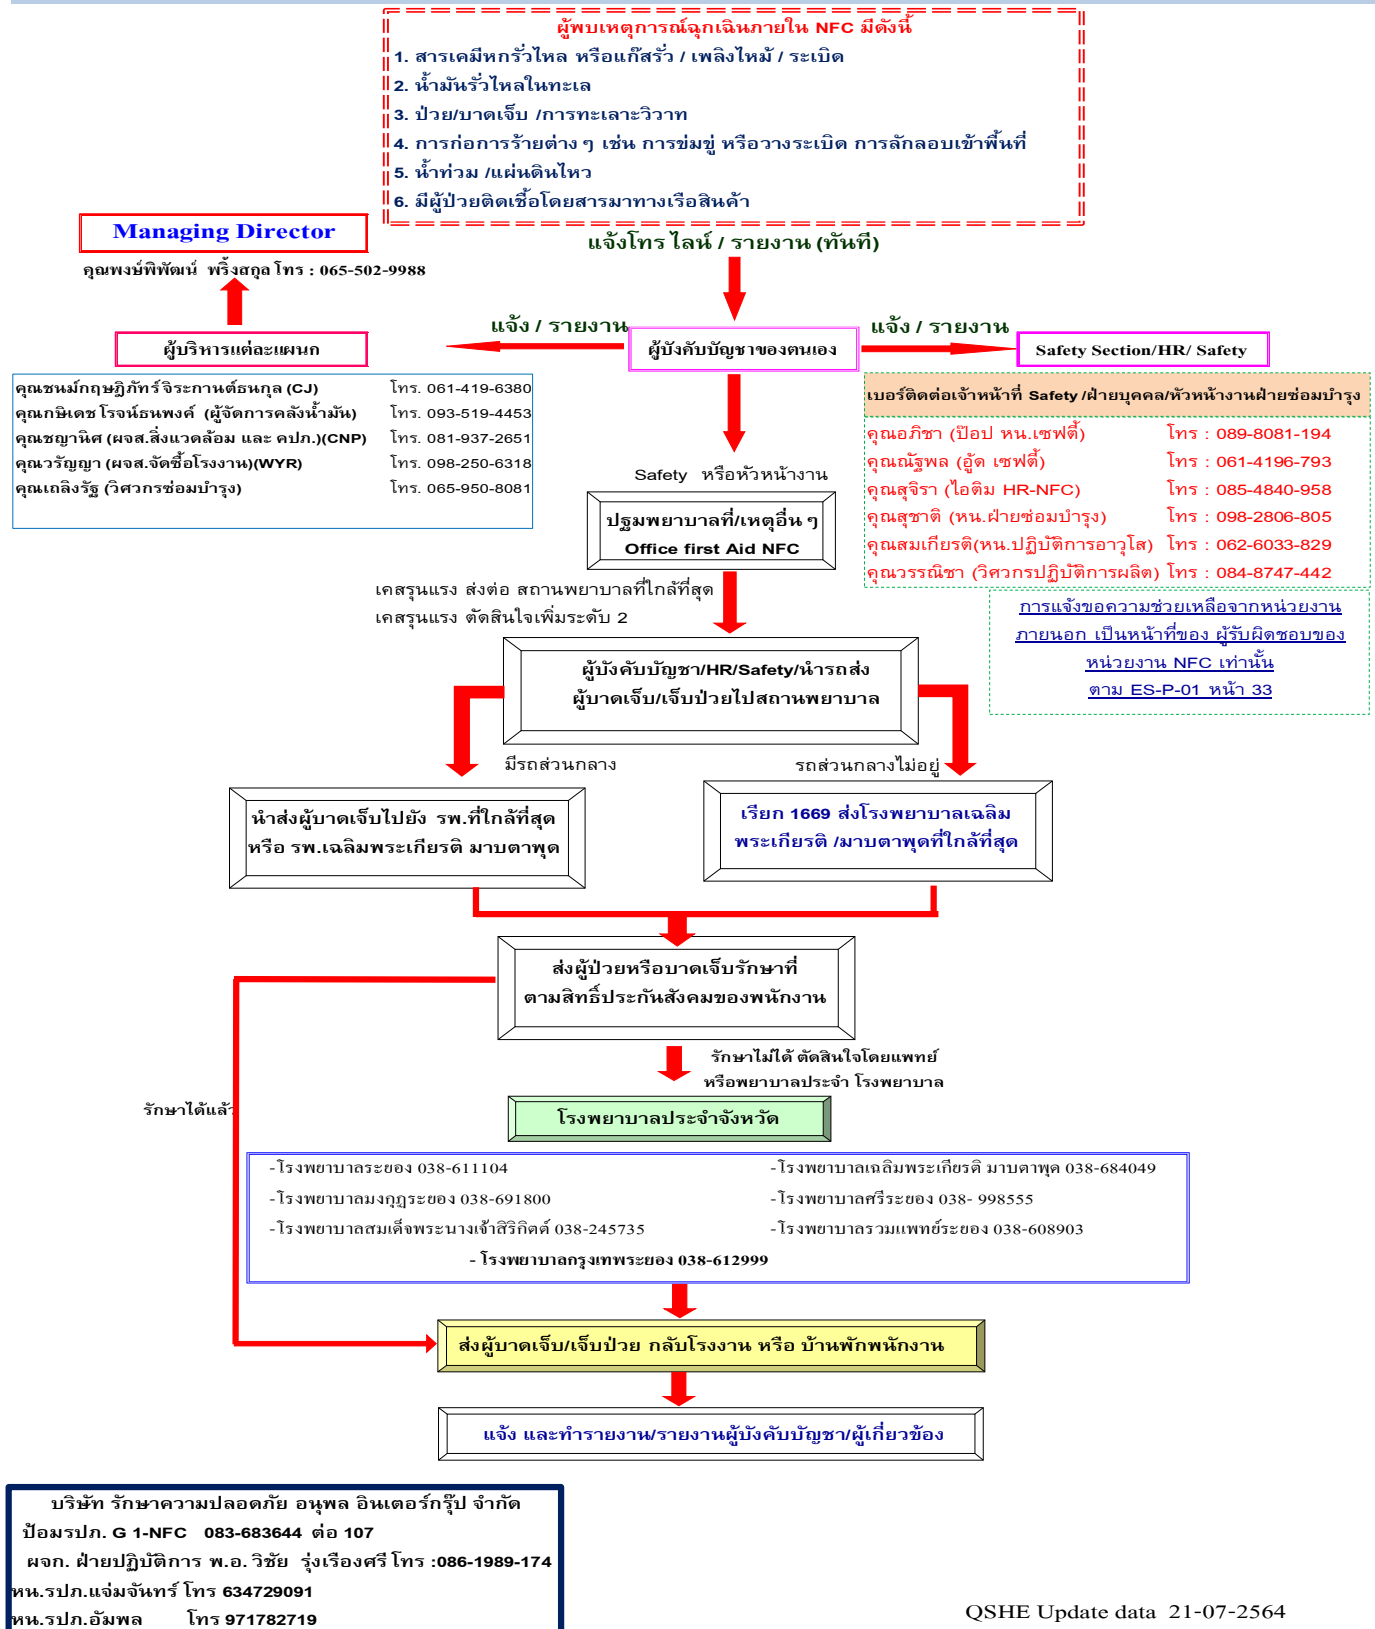 ผู้พบเหตุการณ์ฉุกเฉินภายใน NFC มีดังนี้
1. สารเคมีหกรั่วไหล หรือแก๊สรั่ว / เพลิงไหม้ / ระเบิด
2. น้ำมันรั่วไหลในทะเล
3. ป่วย/บาดเจ็บ /การทะเลาะวิวาท
4. การก่อการร้ายต่าง ๆ เช่น การข่มขู่ หรือวางระเบิด การลักลอบเข้าพื้นที่
5. น้ำท่วม /แผ่นดินไหว
6. มีผู้ป่วยติดเชื้อโดยสารมาทางเรือสินค้า
แจ้งโทร ไลน์ / รายงาน (ทันที)
Managing Director
คุณพงษ์พิพัฒน์ พริ้งสกุล โทร : 065-502-9988
แจ้ง / รายงาน
แจ้ง / รายงาน
ผู้บริหารแต่ละแผนก
ผู้บังคับบัญชาของตนเอง
Safety Section/HR/ Safety
คุณชนม์กฤษฎิภัทร์ จิระกานต์ธนกุล (CJ) โทร. 061-419-6380
คุณกษิเดช โรจน์ธนพงค์ (ผู้จัดการคลังน้ำมัน) โทร. 093-519-4453
คุณชญานิศ (ผจส.สิ่งแวดล้อม และ คปภ.)(CNP) โทร. 081-937-2651
คุณวรัญญา (ผจส.จัดซื้อโรงงาน)(WYR) โทร. 098-250-6318
คุณเถลิงรัฐ (วิศวกรซ่อมบำรุง) โทร. 065-950-8081
เบอร์ติดต่อเจ้าหน้าที่ Safety /ฝ่ายบุคคล/หัวหน้างานฝ่ายซ่อมบำรุง
คุณอภิชา (ป๊อป หน.เซฟตี้) โทร : 089-8081-194
คุณณัฐพล (อู๊ด เซฟตี้) โทร : 061-4196-793
คุณสุจิรา (ไอติม HR-NFC) โทร : 085-4840-958
คุณสุชาติ (หน.ฝ่ายซ่อมบำรุง) โทร : 098-2806-805
คุณสมเกียรติ(หน.ปฏิบัติการอาวุโส) โทร : 062-6033-829
คุณวรรณิชา (วิศวกรปฏิบัติการผลิต) โทร : 084-8747-442
Safety หรือหัวหน้างาน
ปฐมพยาบาลที่/เหตุอื่น ๆ
Office first Aid NFC
เคสรุนแรง ส่งต่อ สถานพยาบาลที่ใกล้ที่สุด
เคสรุนแรง ตัดสินใจเพิ่มระดับ 2
การแจ้งขอความช่วยเหลือจากหน่วยงาน
ภายนอก เป็นหน้าที่ของ ผู้รับผิดชอบของ
หน่วยงาน NFC เท่านั้น
ตาม ES-P-01 หน้า 33
ผู้บังคับบัญชา/HR/Safety/นำรถส่ง
ผู้บาดเจ็บ/เจ็บป่วยไปสถานพยาบาล
มีรถส่วนกลาง
รถส่วนกลางไม่อยู่
นำส่งผู้บาดเจ็บไปยัง รพ.ที่ใกล้ที่สุด
หรือ รพ.เฉลิมพระเกียรติ มาบตาพุด
เรียก 1669 ส่งโรงพยาบาลเฉลิม
พระเกียรติ /มาบตาพุดที่ใกล้ที่สุด
ส่งผู้ป่วยหรือบาดเจ็บรักษาที่
ตามสิทธิ์ประกันสังคมของพนักงาน
รักษาไม่ได้ ตัดสินใจโดยแพทย์
หรือพยาบาลประจำ โรงพยาบาล
รักษาได้แล้ว
โรงพยาบาลประจำจังหวัด
-โรงพยาบาลระยอง 038-611104
-โรงพยาบาลเฉลิมพระเกียรติ มาบตาพุด 038-684049
-โรงพยาบาลมงกุฎระยอง 038-691800
-โรงพยาบาลศรีระยอง 038- 998555
-โรงพยาบาลสมเด็จพระนางเจ้าสิริกิตต์ 038-245735
-โรงพยาบาลรวมแพทย์ระยอง 038-608903
- โรงพยาบาลกรุงเทพระยอง 038-612999
ส่งผู้บาดเจ็บ/เจ็บป่วย กลับโรงงาน หรือ บ้านพักพนักงาน
แจ้ง และทำรายงาน/รายงานผู้บังคับบัญชา/ผู้เกี่ยวข้อง
บริษัท รักษาความปลอดภัย อนุพล อินเตอร์กรุ๊ป จำกัด
ป้อมรปภ. G 1-NFC 083-683644 ต่อ 107
ผจก. ฝ่ายปฏิบัติการ พ.อ. วิชัย รุ่งเรืองศรี โทร :086-1989-174
หน.รปภ.แจ่มจันทร์ โทร 634729091
หน.รปภ.อัมพล โทร 971782719
QSHE Update data 21-07-2564